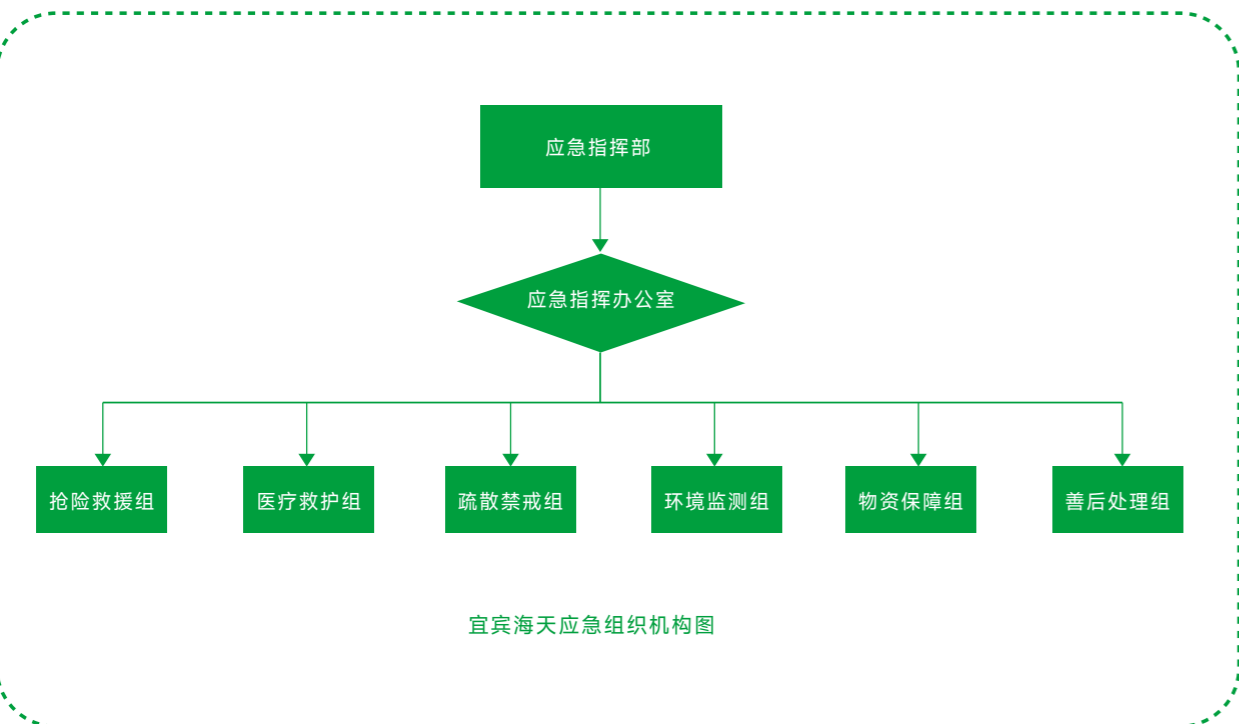 应急指挥部
应急指挥办公室
抢险救援组
医疗救护组
疏散禁戒组
环境监测组
物资保障组
善后处理组
宜宾海天应急组织机构图